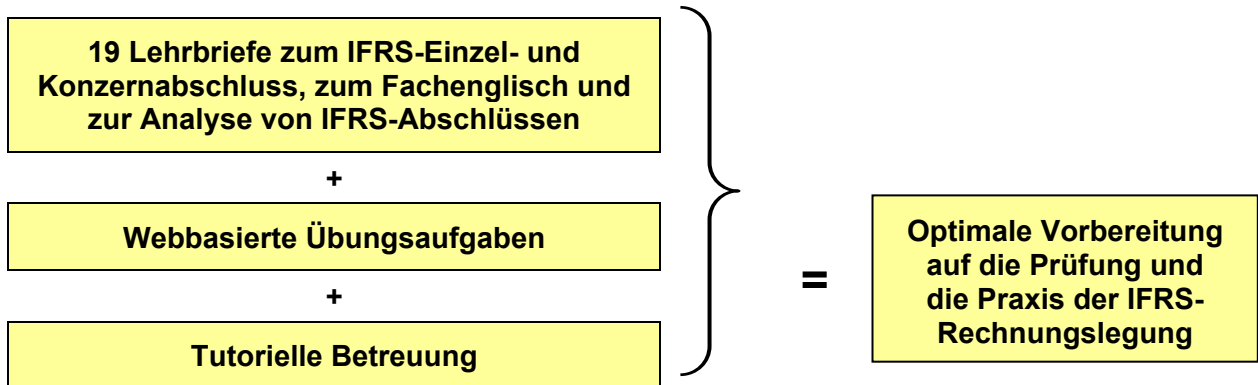 19 Lehrbriefe zum IFRS-Einzel- und
Konzernabschluss, zum Fachenglisch und
zur Analyse von IFRS-Abschlüssen
+
Webbasierte Übungsaufgaben
+
Tutorielle Betreuung
=
Optimale Vorbereitung
auf die Prüfung und
die Praxis der IFRS-
Rechnungslegung